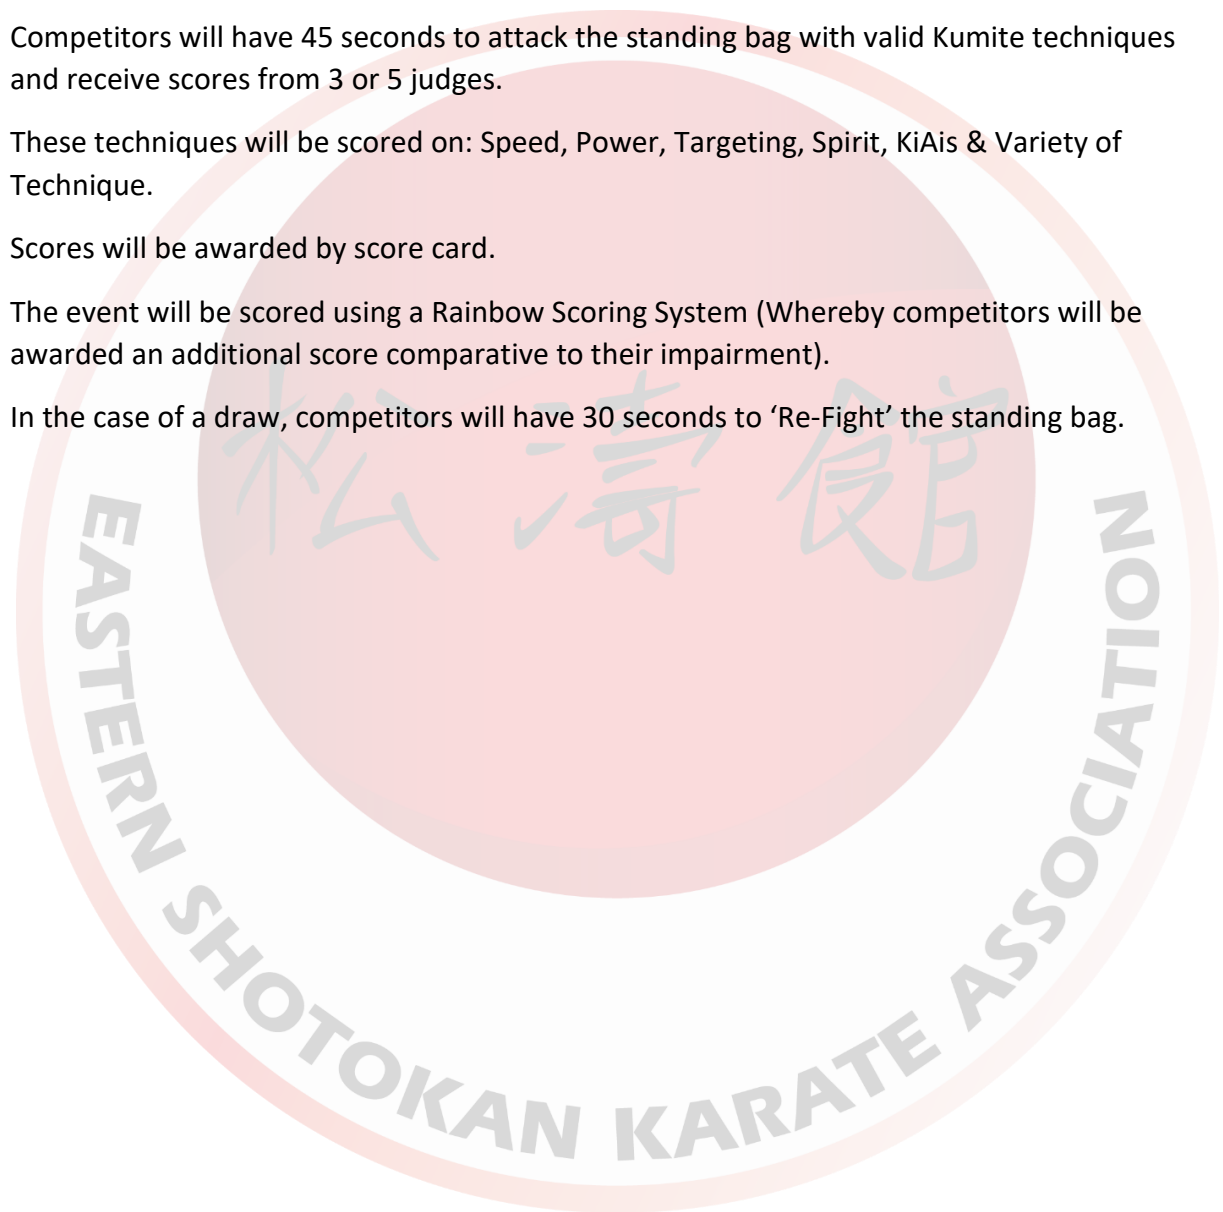 Competitors will have 45 seconds to attack the standing bag with valid Kumite techniques
and receive scores from 3 or 5 judges.
These techniques will be scored on: Speed, Power, Targeting, Spirit, KiAis & Variety of
Technique.
Scores will be awarded by score card.
The event will be scored using a Rainbow Scoring System (Whereby competitors will be
awarded an additional score comparative to their impairment).
In the case of a draw, competitors will have 30 seconds to ‘Re-Fight’ the standing bag.
松濤館
EASTERN SHOTOKAN KARATE ASSOCIATION